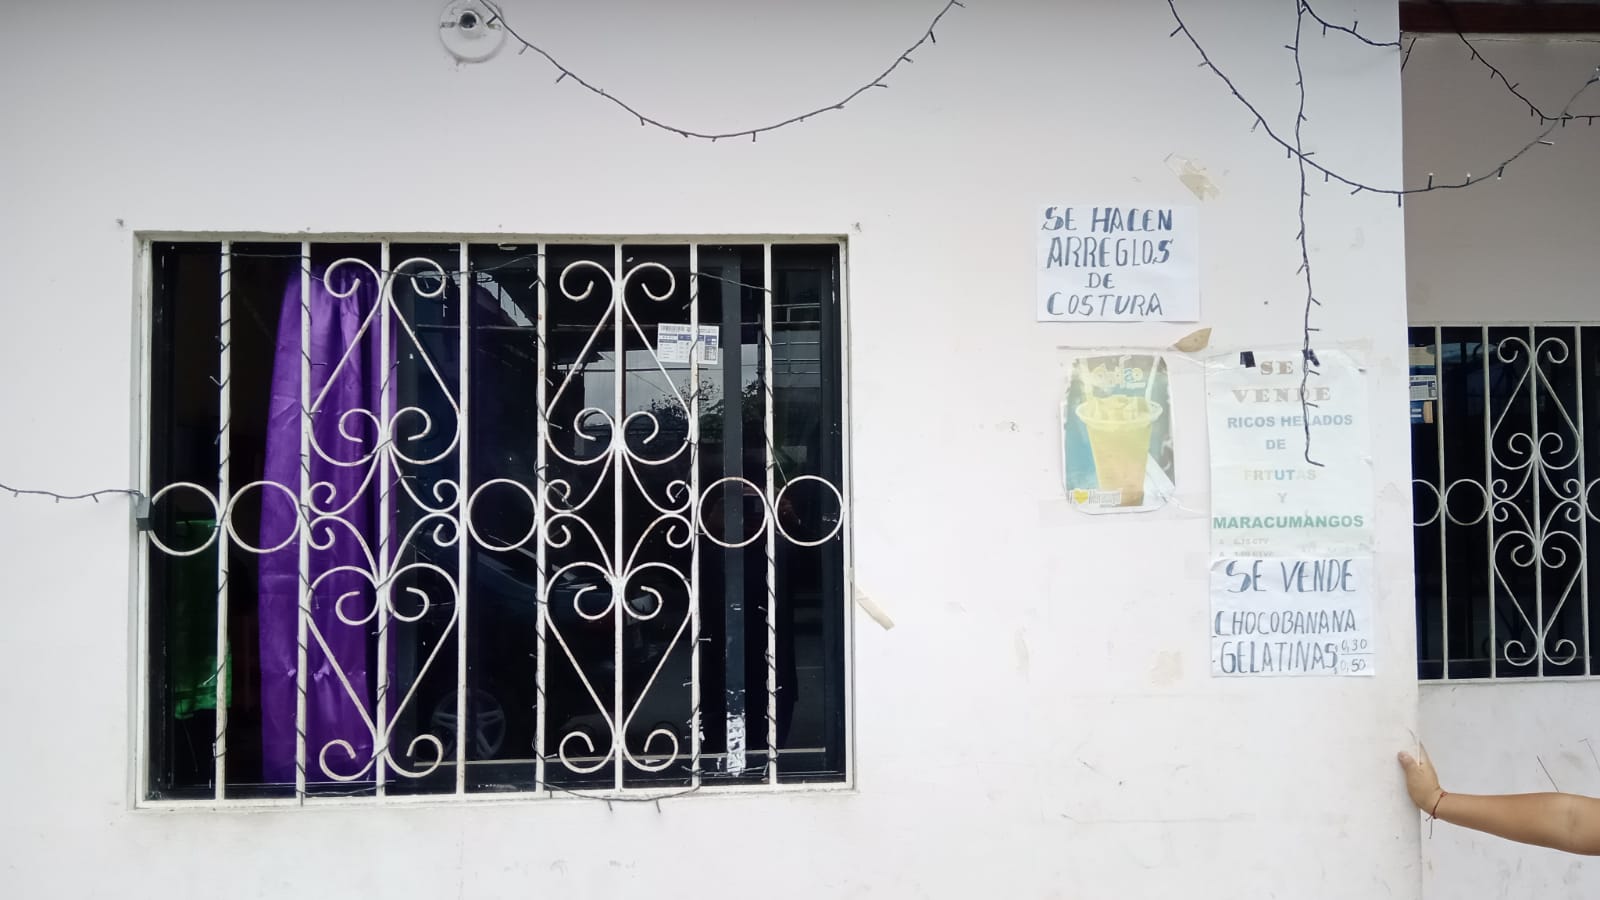 SE HACEN
ARREGLOS
DE
COSTURA
SE
VENDE
RICOS HELADOS
DE
FRTUTAS
Y
MARACUMANGOS
SE VENDE
CHOCOBANANA
GELATINAS 0,30
0,50